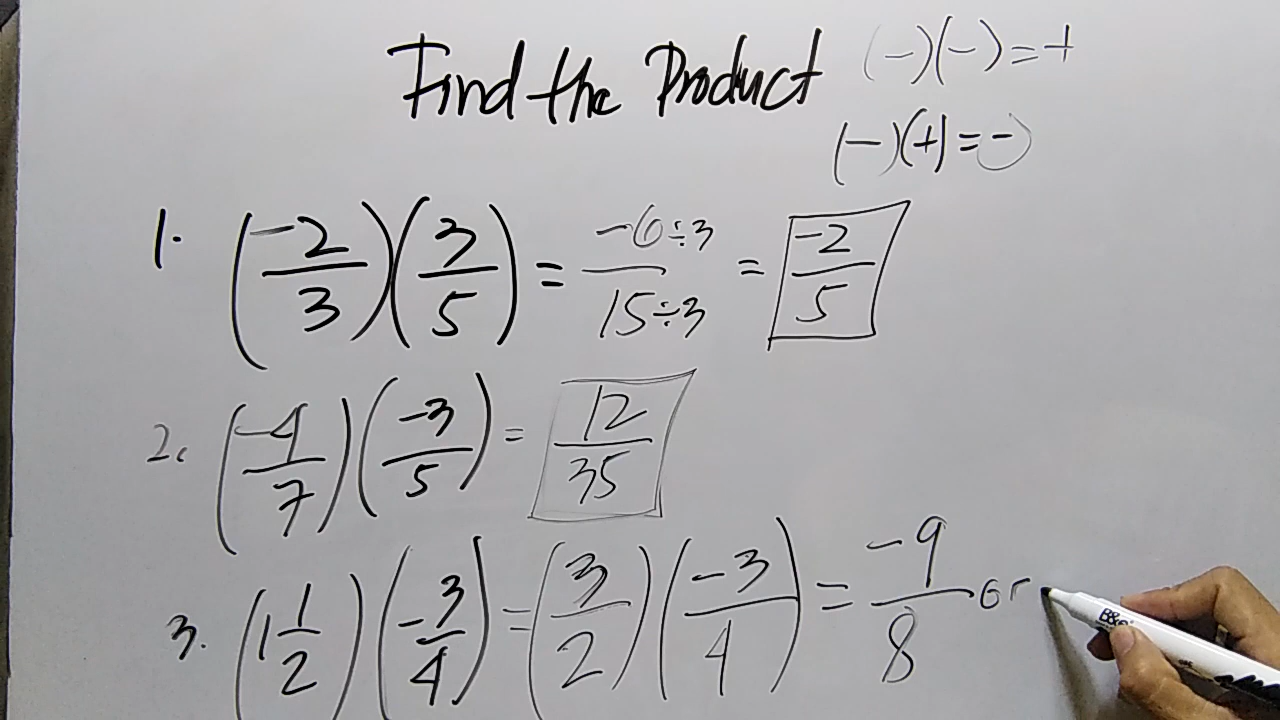 Find the Product
(-)(-)=+
(-)(+)=-
1. (-2/3)(3/5) = -6÷3/15÷3 = -2/5
2. (-4/7)(-3/5) = 12/35
3. (1 1/2)(-3/4) = (3/2)(-3/4) = -9/8 or